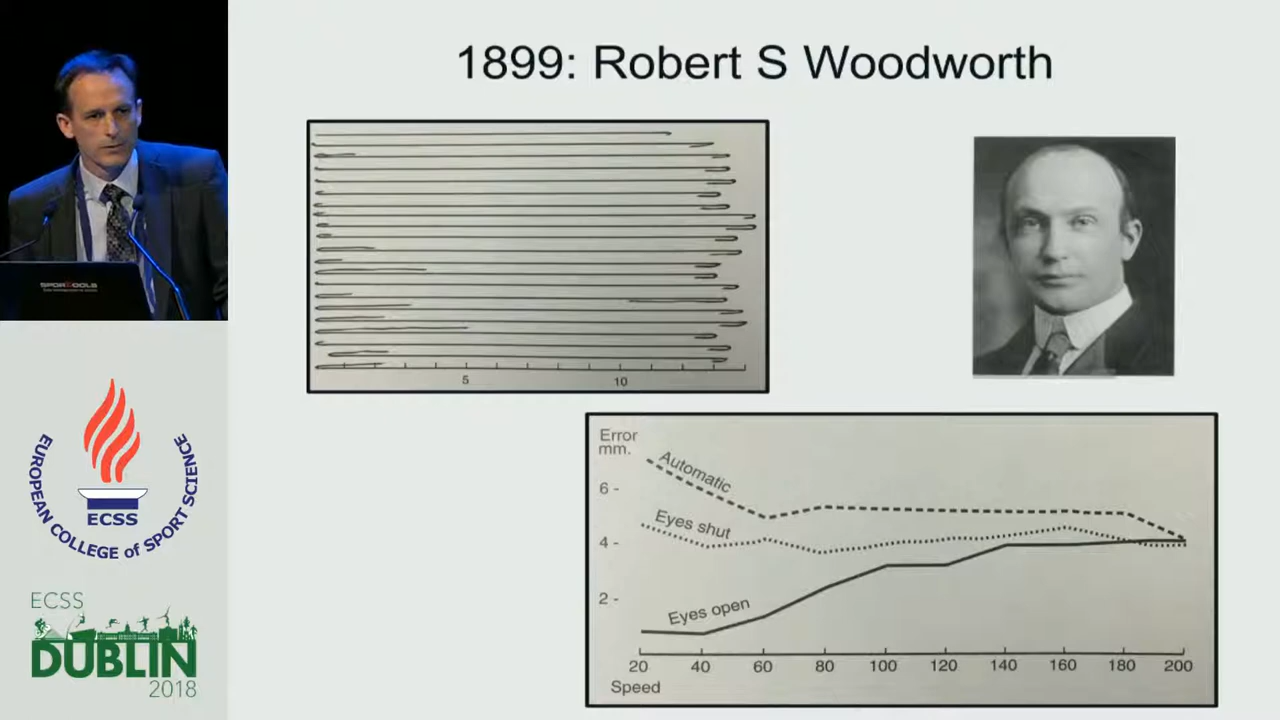 1899: Robert S Woodworth
5
10
SPORTOOLS
Error
mm.
Automatic
6 -
Eyes shut
4 -
Eyes open
2 -
20 40 60 80 100 120 140 160 180 200
Speed
EUROPEAN COLLEGE of SPORT SCIENCE
ECSS
ECSS
DUBLIN
2018